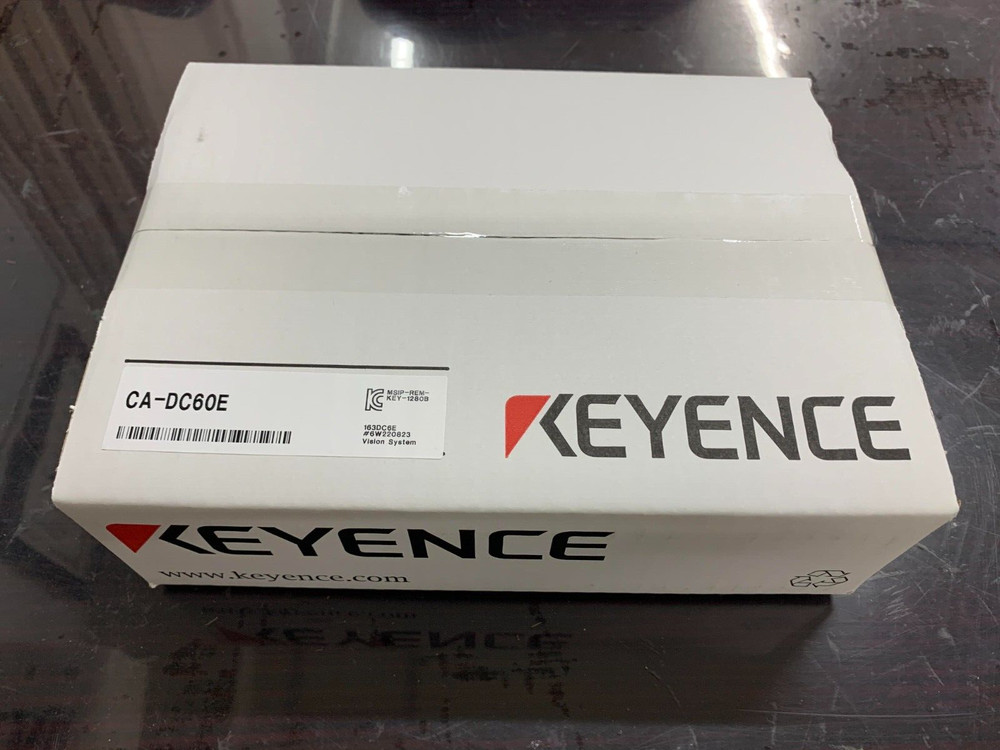 CA-DC60E
MSIP-REM-
KEY-1280B
163DC6E
#6W220823
Vision System
KEYENCE
KEYENCE
www.keyence.com